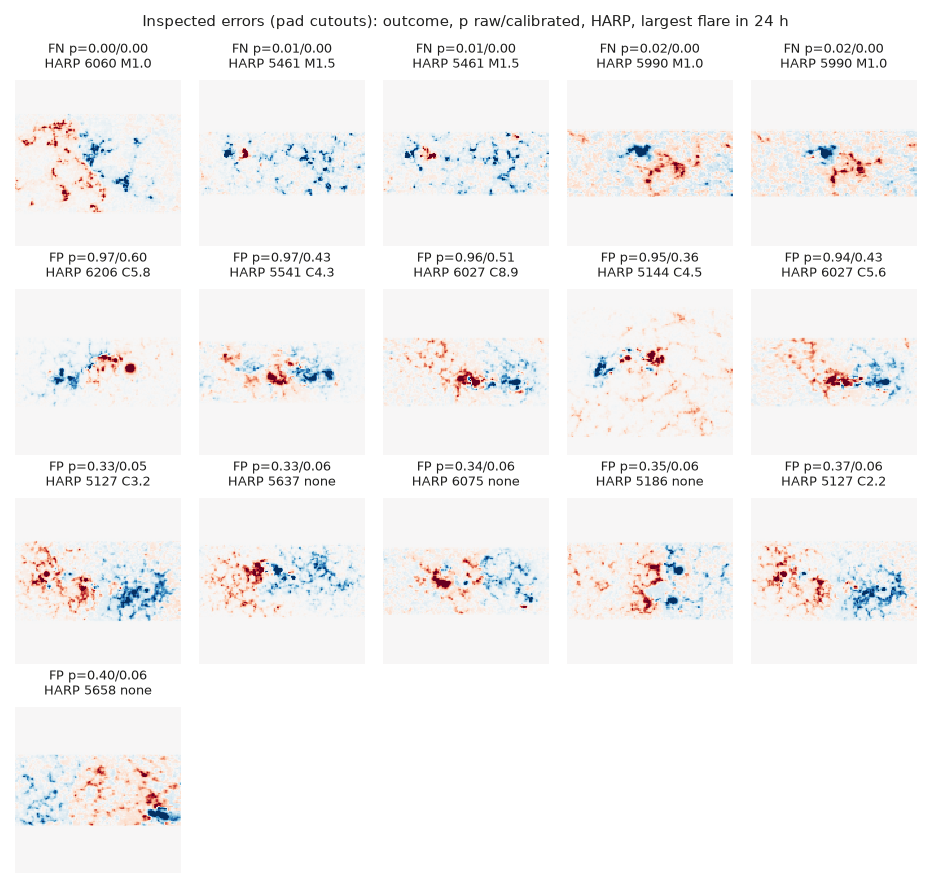 Inspected errors (pad cutouts): outcome, p raw/calibrated, HARP, largest flare in 24 h
FN p=0.00/0.00
HARP 6060 M1.0
FN p=0.01/0.00
HARP 5461 M1.5
FN p=0.01/0.00
HARP 5461 M1.5
FN p=0.02/0.00
HARP 5990 M1.0
FN p=0.02/0.00
HARP 5990 M1.0
FP p=0.97/0.60
HARP 6206 C5.8
FP p=0.97/0.43
HARP 5541 C4.3
FP p=0.96/0.51
HARP 6027 C8.9
FP p=0.95/0.36
HARP 5144 C4.5
FP p=0.94/0.43
HARP 6027 C5.6
FP p=0.33/0.05
HARP 5127 C3.2
FP p=0.33/0.06
HARP 5637 none
FP p=0.34/0.06
HARP 6075 none
FP p=0.35/0.06
HARP 5186 none
FP p=0.37/0.06
HARP 5127 C2.2
FP p=0.40/0.06
HARP 5658 none